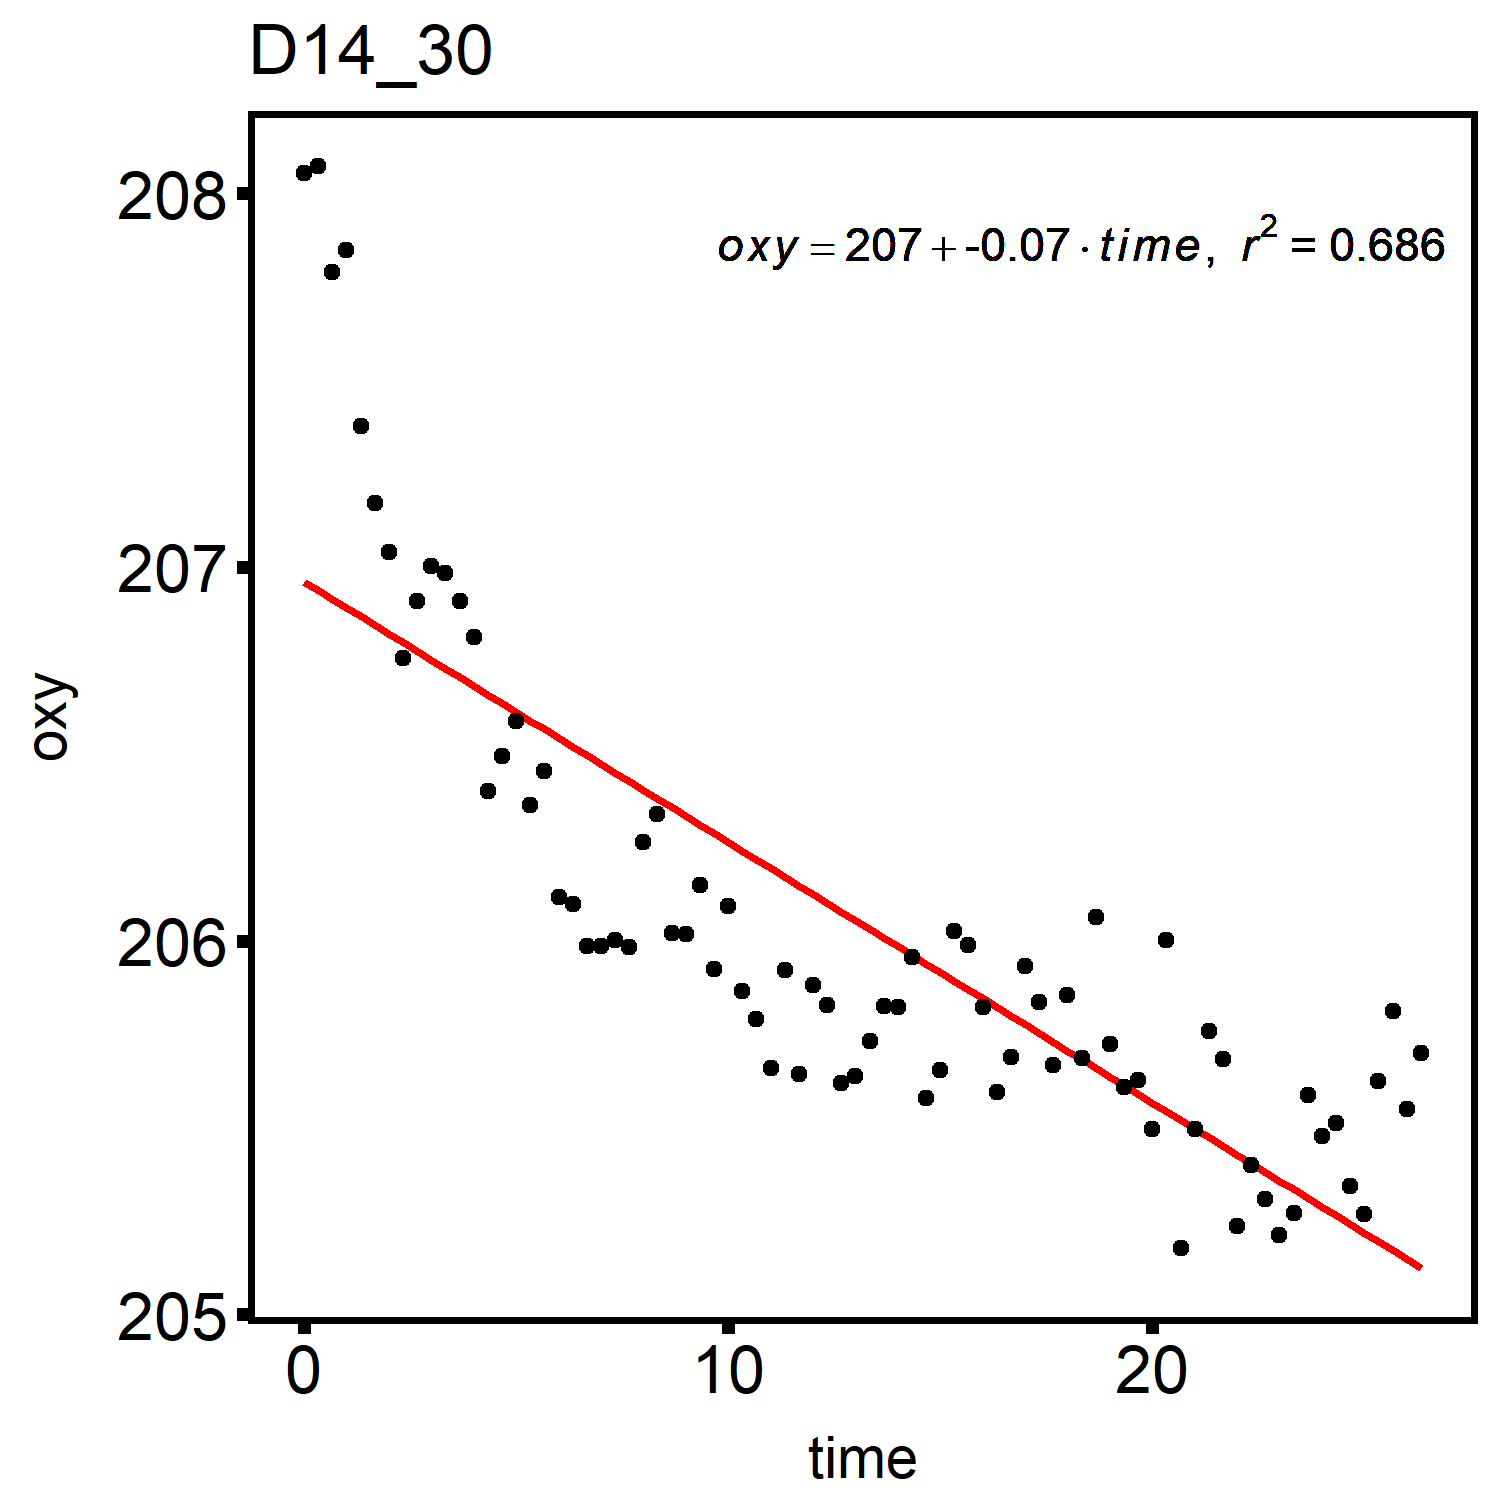 D14_30
208
oxy = 207 + -0.07 · time, r² = 0.686
207
206
205
oxy
0 10 20
time